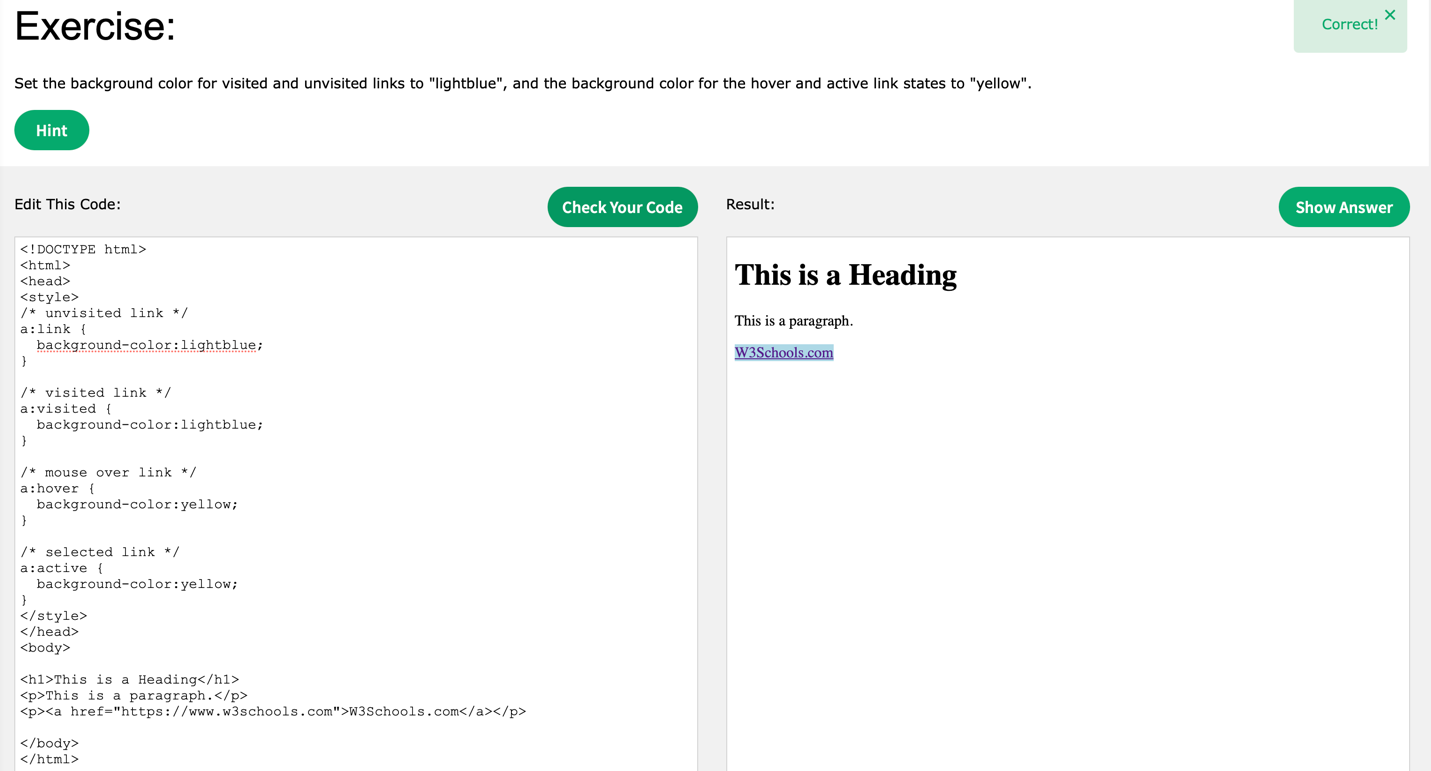 Exercise:
Correct! ×
Set the background color for visited and unvisited links to "lightblue", and the background color for the hover and active link states to "yellow".
Hint
Edit This Code:
Check Your Code
<!DOCTYPE html>
<html>
<head>
<style>
/* unvisited link */
a:link {
  background-color:lightblue;
}

/* visited link */
a:visited {
  background-color:lightblue;
}

/* mouse over link */
a:hover {
  background-color:yellow;
}

/* selected link */
a:active {
  background-color:yellow;
}
</style>
</head>
<body>

<h1>This is a Heading</h1>
<p>This is a paragraph.</p>
<p><a href="https://www.w3schools.com">W3Schools.com</a></p>

</body>
</html>
Result:
Show Answer
This is a Heading
This is a paragraph.
W3Schools.com